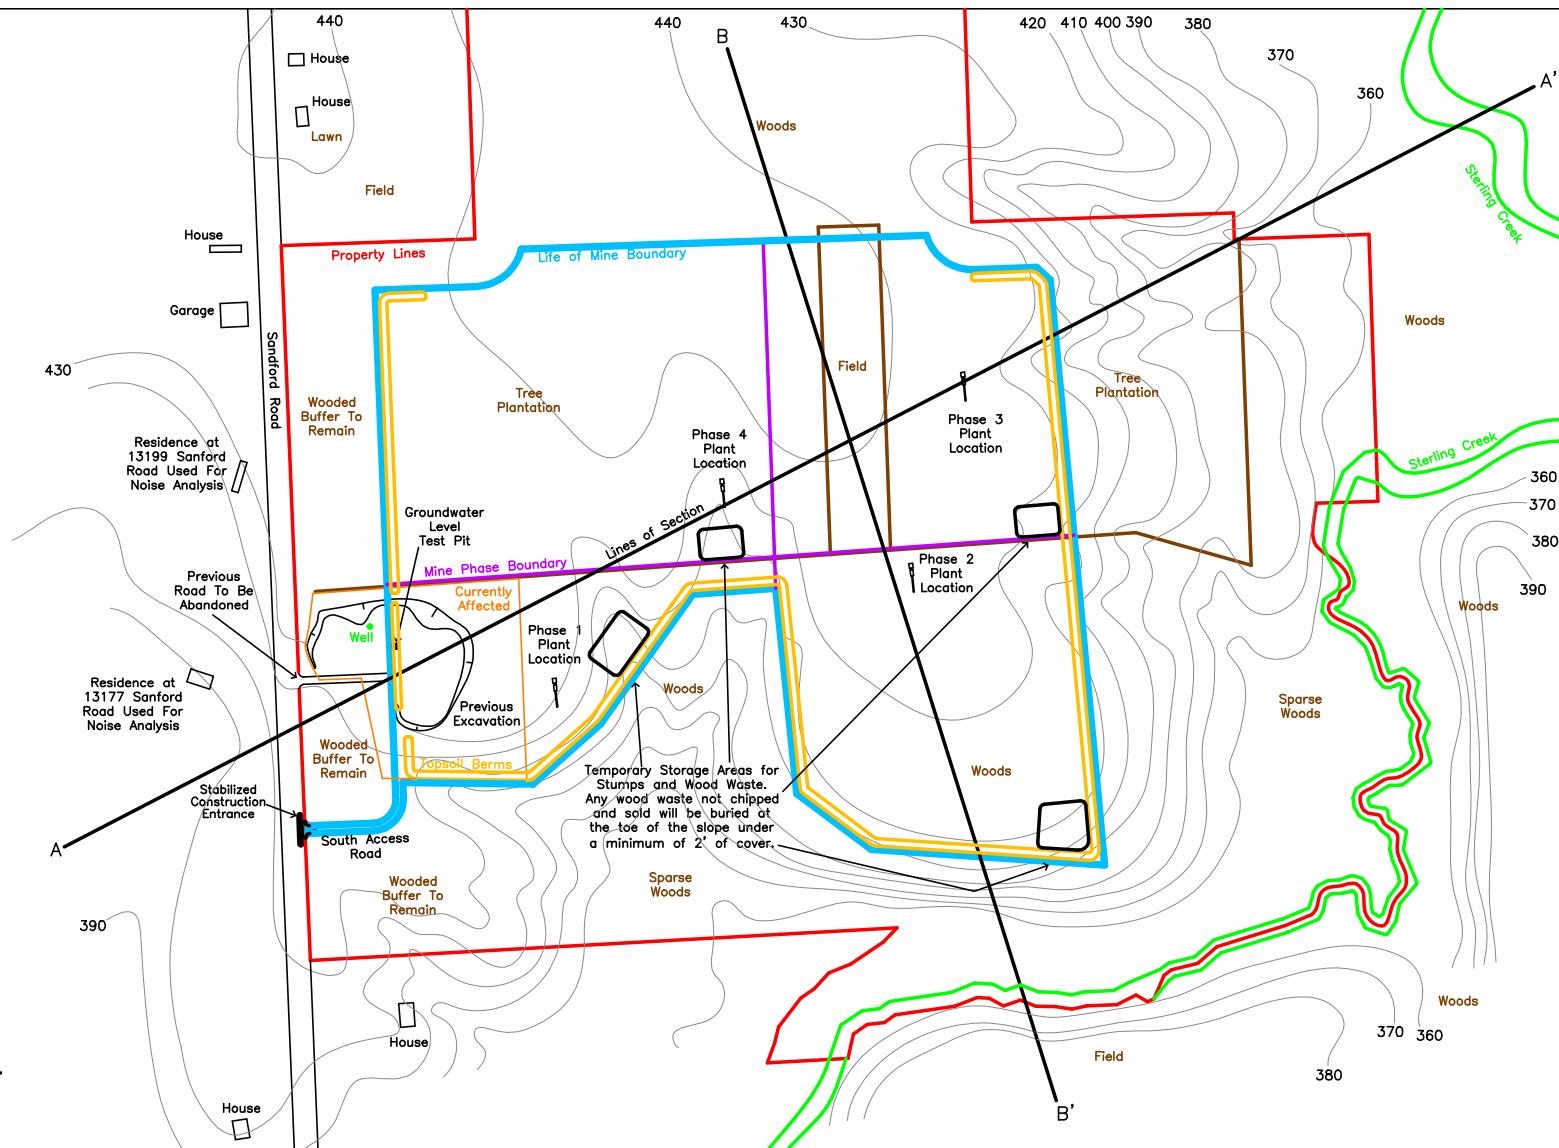 440
440
430
420
410
400
390
380
370
360
B
A'
House
House
Lawn
Woods
Field
Sterling Creek
House
Property Lines
Life of Mine Boundary
Garage
Sandford Road
430
Woods
Field
Tree
Plantation
Tree
Plantation
Wooded
Buffer To
Remain
Phase 3
Plant
Location
Phase 4
Plant
Location
Residence at
13199 Sanford
Road Used For
Noise Analysis
Sterling Creek
360
370
380
390
Groundwater
Level
Test Pit
Lines of Section
Mine Phase Boundary
Phase 2
Plant
Location
Previous
Road To Be
Abandoned
Currently
Affected
Well
Phase 1
Plant
Location
Woods
Woods
Residence at
13177 Sanford
Road Used For
Noise Analysis
Previous
Excavation
Sparse
Woods
Wooded
Buffer To
Remain
Topsoil Berms
Temporary Storage Areas for
Stumps and Wood Waste.
Any wood waste not chipped
and sold will be buried at
the toe of the slope under
a minimum of 2' of cover.
Woods
Stabilized
Construction
Entrance
South Access
Road
A
Wooded
Buffer To
Remain
Sparse
Woods
390
Woods
House
370
360
Field
380
House
B'